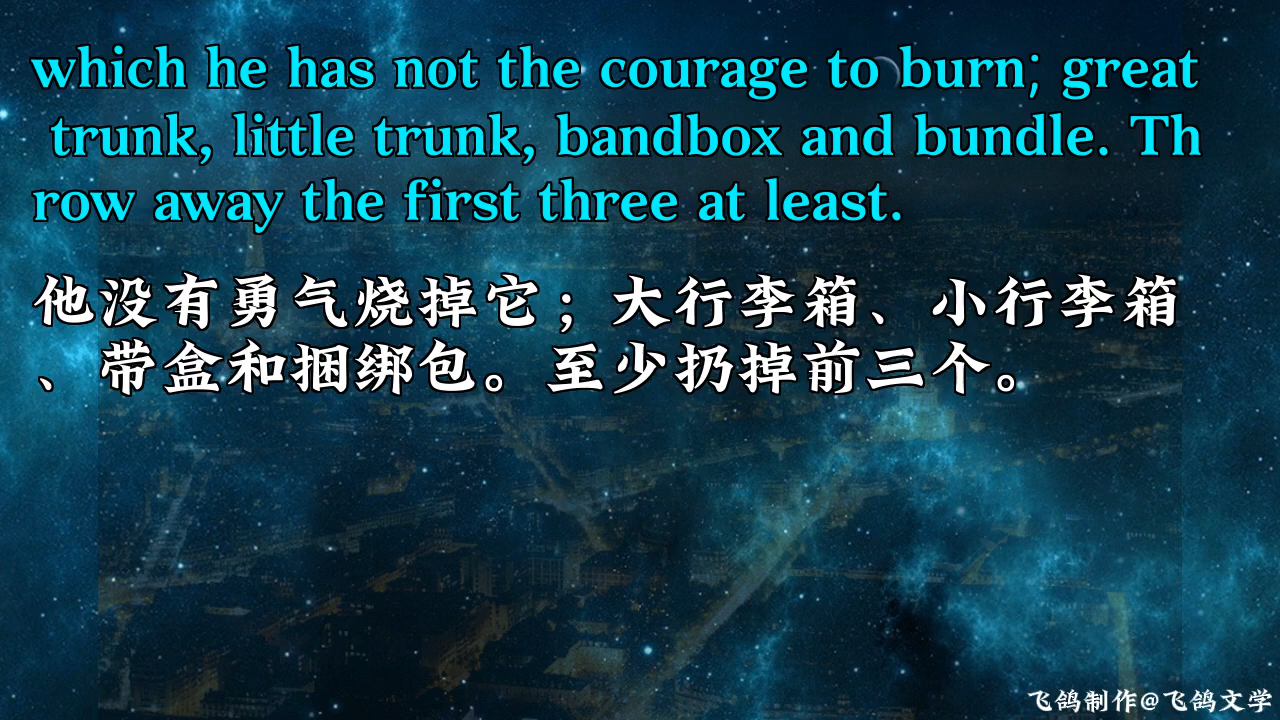 which he has not the courage to burn; great
trunk, little trunk, bandbox and bundle. Th
row away the first three at least.
他没有勇气烧掉它；大行李箱、小行李箱
、带盒和捆绑包。至少扔掉前三个。
飞鸽制作@飞鸽文学